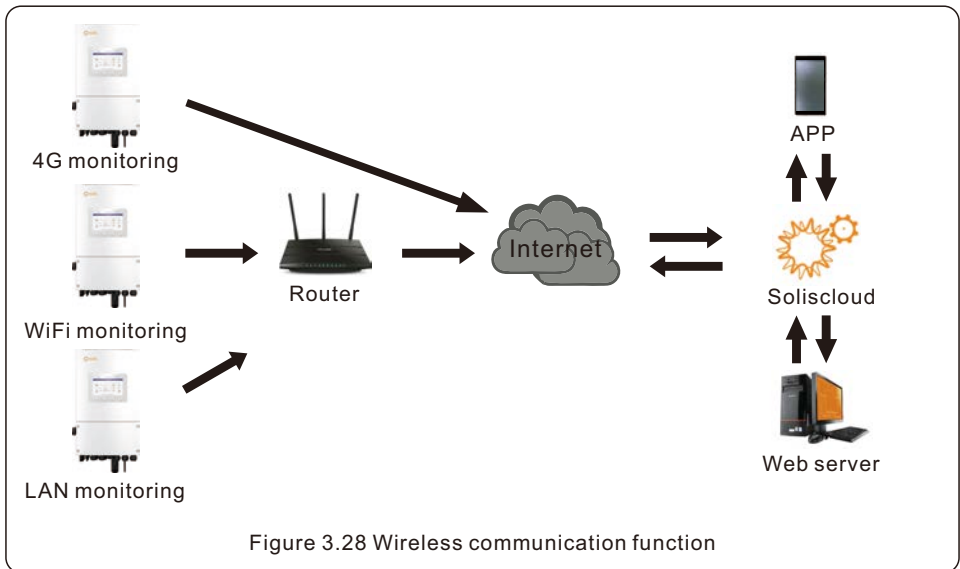 4G monitoring
APP
Internet
Router
Soliscloud
WiFi monitoring
Web server
LAN monitoring
Figure 3.28 Wireless communication function